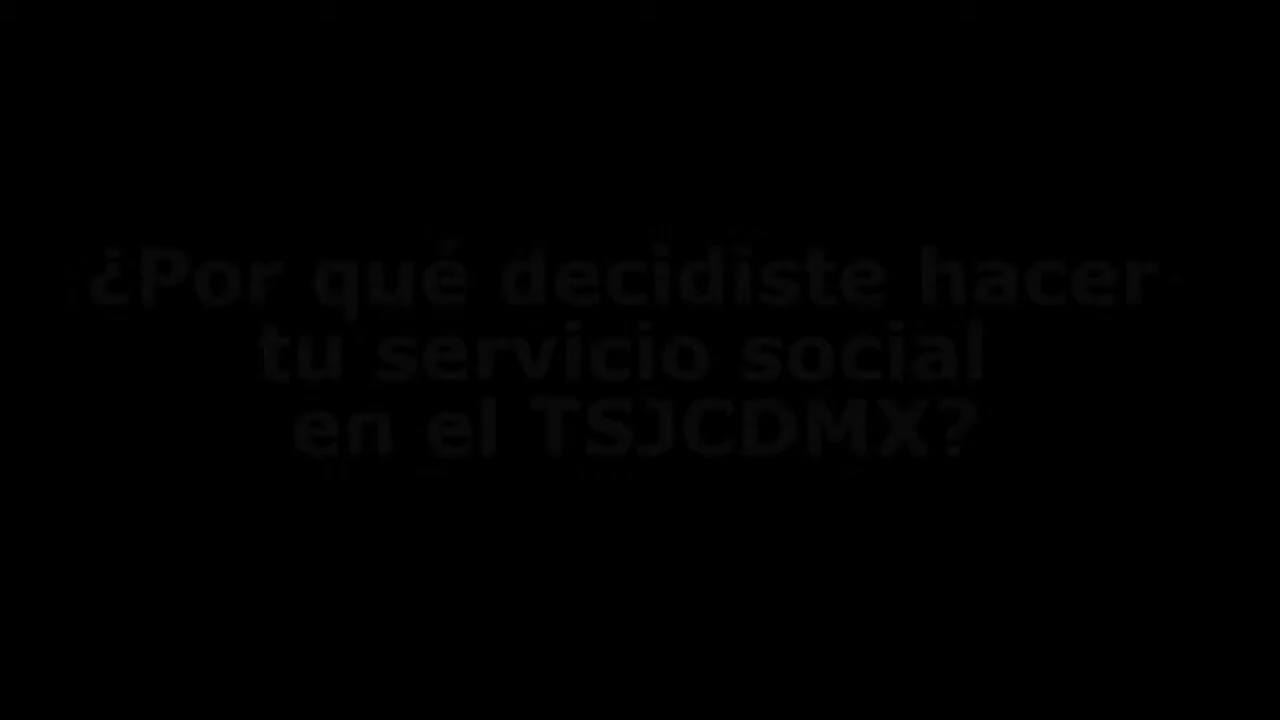 ¿Por qué decidiste hacer
tu servicio social
en el TSJCDMX?